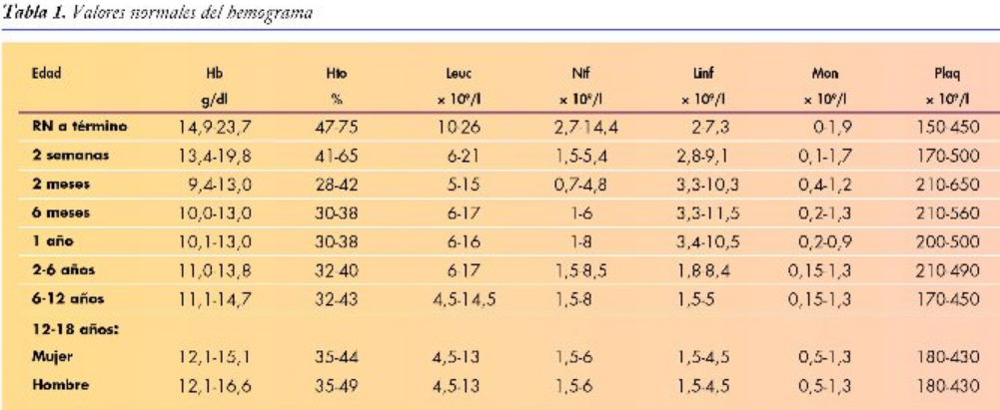 Tabla 1. Valores normales del hemograma
Edad Hb Hto Leuc Ntf Linf Mon Plaq
g/dl % x 10⁹/l x 10⁹/l x 10⁹/l x 10⁹/l x 10⁹/l
RN a término 14,9-23,7 47-75 10-26 2,7-14,4 2-7,3 0-1,9 150-450
2 semanas 13,4-19,8 41-65 6-21 1,5-5,4 2,8-9,1 0,1-1,7 170-500
2 meses 9,4-13,0 28-42 5-15 0,7-4,8 3,3-10,3 0,4-1,2 210-650
6 meses 10,0-13,0 30-38 6-17 1-6 3,3-11,5 0,2-1,3 210-560
1 año 10,1-13,0 30-38 6-16 1-8 3,4-10,5 0,2-0,9 200-500
2-6 años 11,0-13,8 32-40 6-17 1,5-8,5 1,8-8,4 0,15-1,3 210-490
6-12 años 11,1-14,7 32-43 4,5-14,5 1,5-8 1,5-5 0,15-1,3 170-450
12-18 años:
Mujer 12,1-15,1 35-44 4,5-13 1,5-6 1,5-4,5 0,5-1,3 180-430
Hombre 12,1-16,6 35-49 4,5-13 1,5-6 1,5-4,5 0,5-1,3 180-430